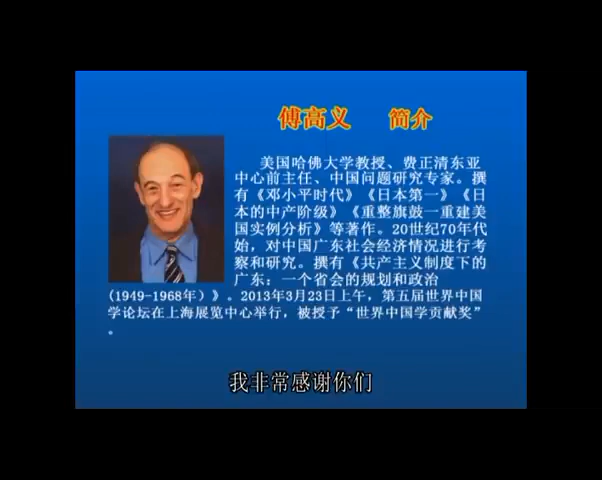 傅高义 简介
美国哈佛大学教授、费正清东亚
中心前主任、中国问题研究专家。撰
有《邓小平时代》《日本第一》《日
本的中产阶级》《重整旗鼓－重建美
国实例分析》等著作。20世纪70年代
始，对中国广东社会经济情况进行考
察和研究。撰有《共产主义制度下的
广东：一个省会的规划和政治
(1949-1968年）》。2013年3月23日上午，第五届世界中国
学论坛在上海展览中心举行，被授予“世界中国学贡献奖”
。
我非常感谢你们